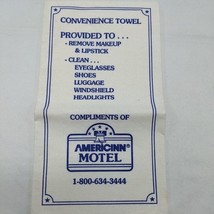 CONVENIENCE TOWEL
PROVIDED TO . . .
- REMOVE MAKEUP
& LIPSTICK
- CLEAN . . .
EYEGLASSES
SHOES
LUGGAGE
WINDSHIELD
HEADLIGHTS
COMPLIMENTS OF
AMERICINN
MOTEL
1-800-634-3444